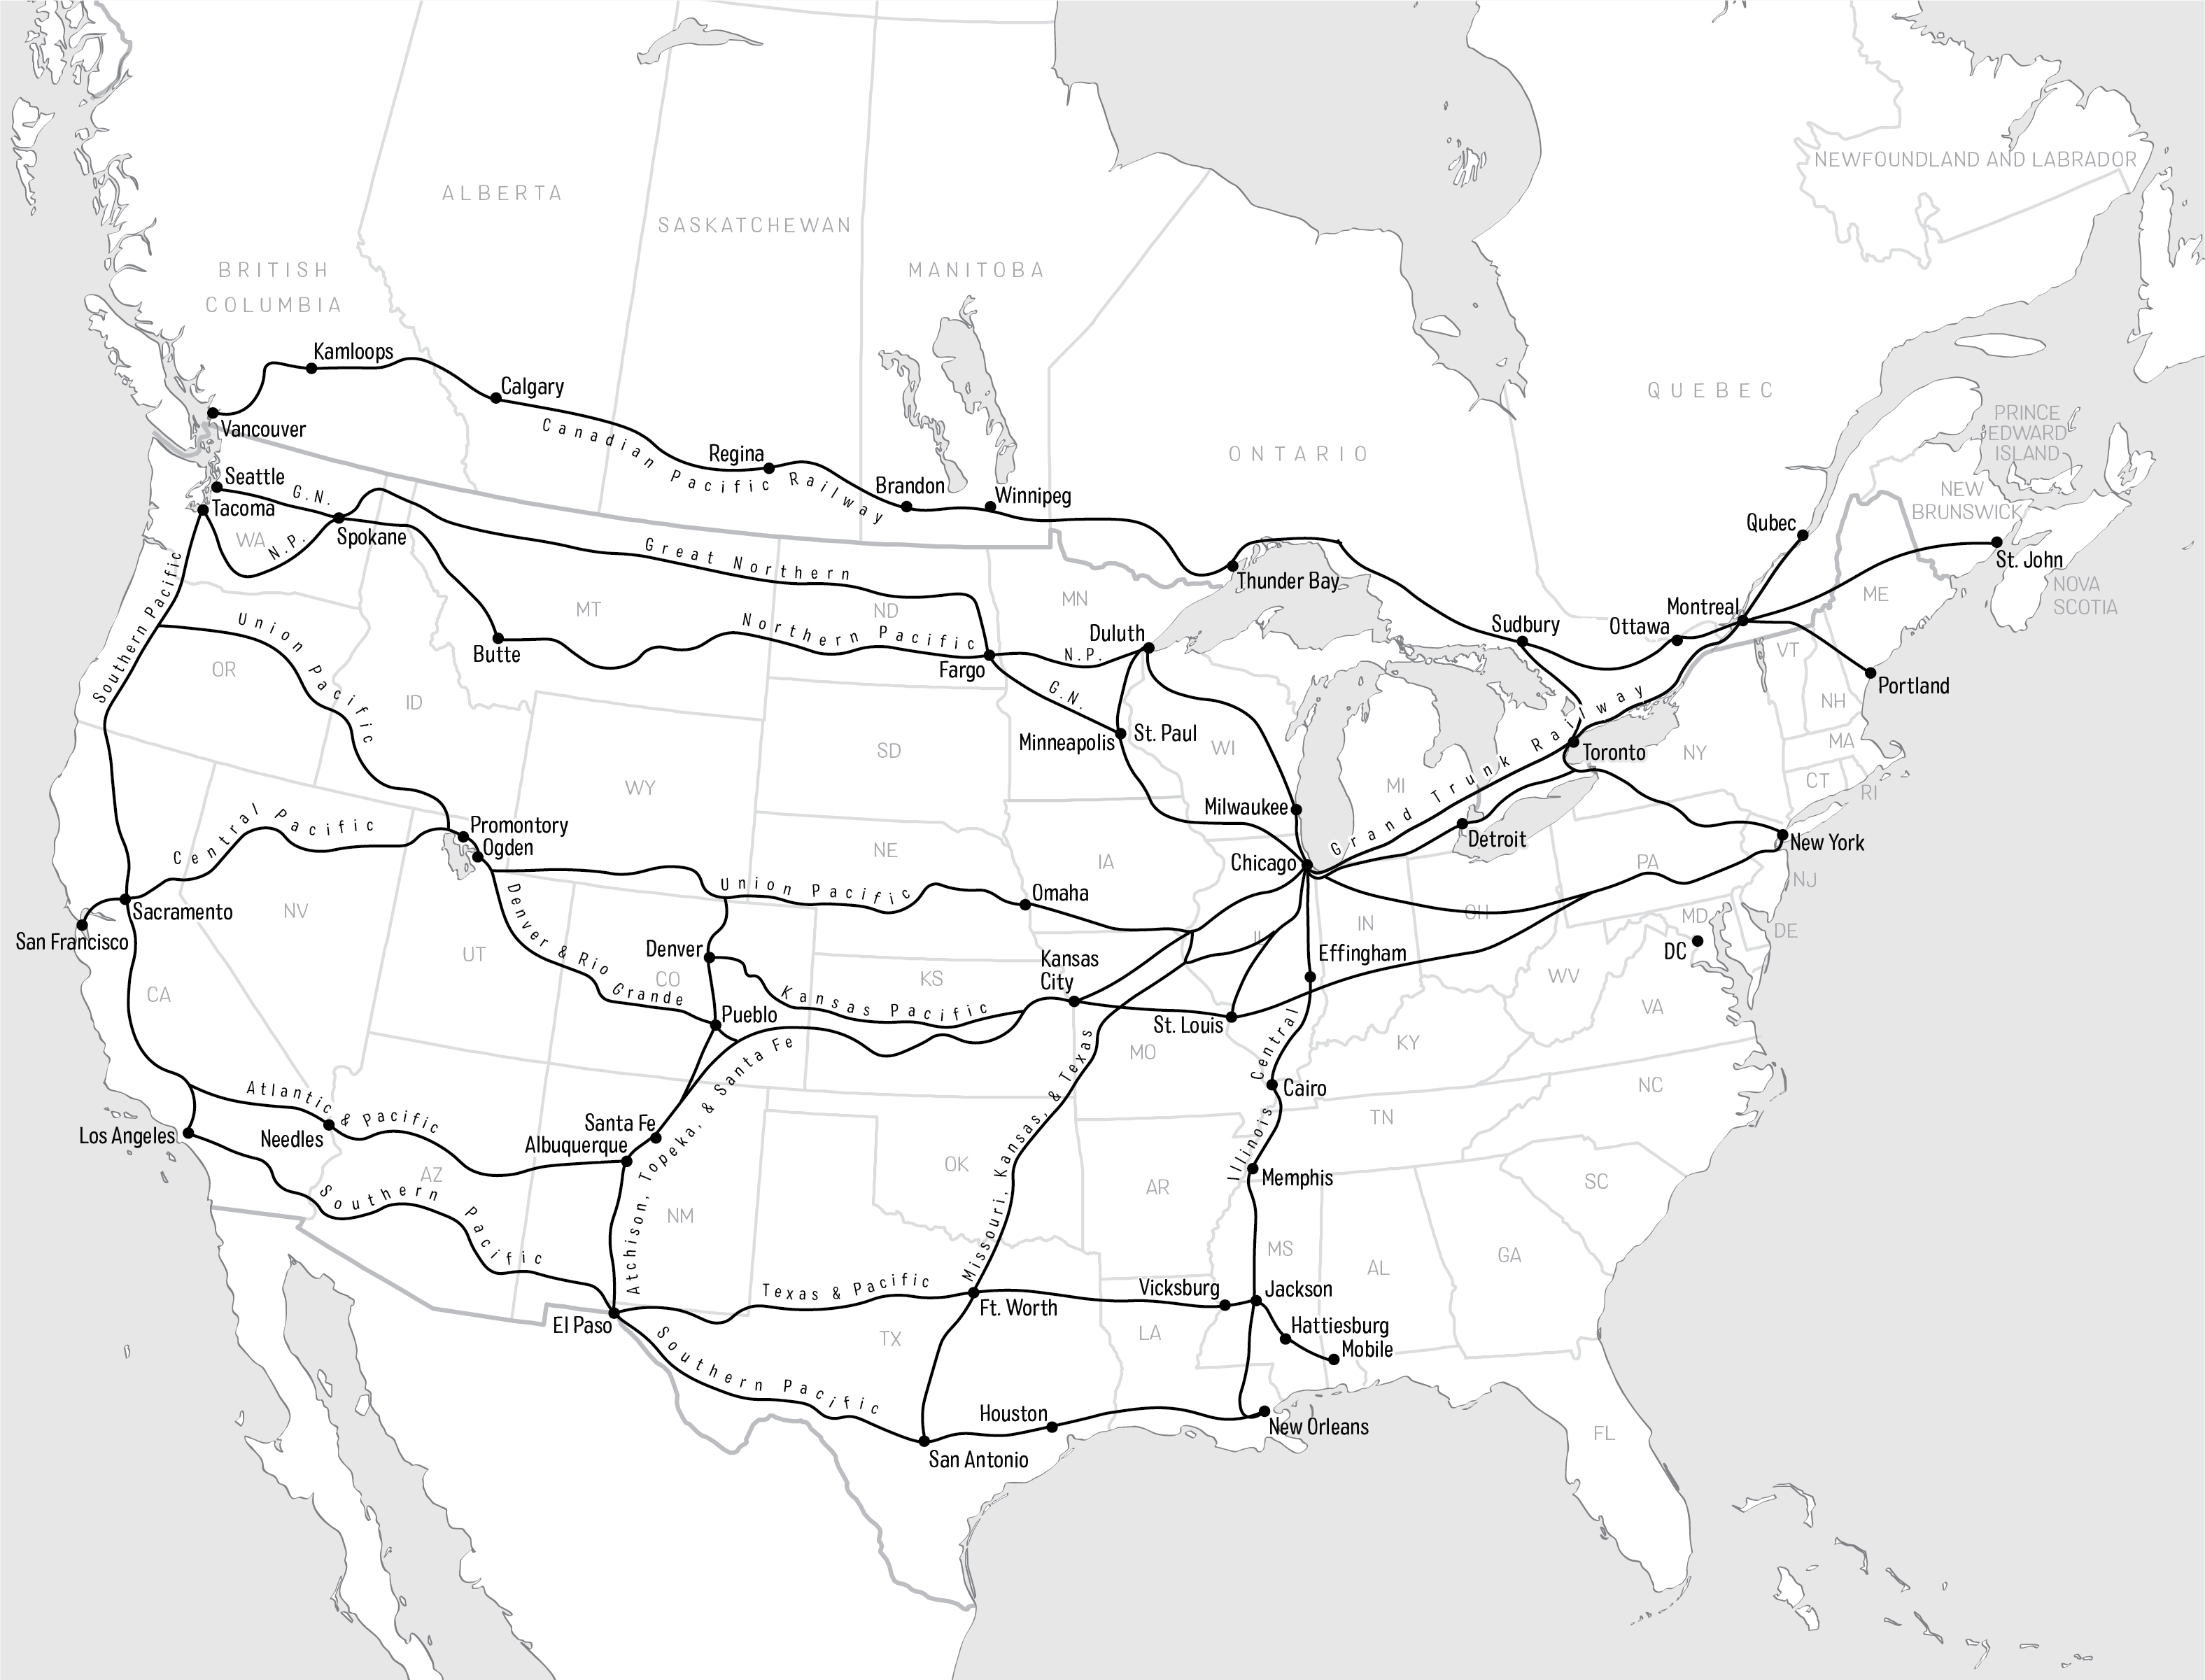 NEWFOUNDLAND AND LABRADOR
ALBERTA
SASKATCHEWAN
BRITISH
COLUMBIA
MANITOBA
QUEBEC
ONTARIO
PRINCE
EDWARD
ISLAND
NEW
BRUNSWICK
NOVA
SCOTIA
Kamloops
Calgary
Vancouver
Canadian Pacific Railway
Regina
Brandon
Winnipeg
Seattle
G.N.
Tacoma
WA
N.P.
Spokane
Great Northern
Thunder Bay
Qubec
St. John
Southern Pacific
Union Pacific
MT
ND
MN
Northern Pacific
Butte
Fargo
N.P.
Duluth
G.N.
Sudbury
Ottawa
Montreal
ME
VT
NH
Portland
OR
ID
SD
WY
Minneapolis
St. Paul
WI
MI
Grand Trunk Railway
Toronto
NY
MA
CT
RI
Milwaukee
Detroit
Chicago
New York
Central Pacific
Promontory
Ogden
NE
IA
PA
NJ
Union Pacific
Omaha
Sacramento
San Francisco
NV
UT
Denver & Rio Grande
Denver
CO
KS
Kansas Pacific
Kansas
City
IL
IN
OH
Effingham
MD
DE
DC
WV
VA
CA
Pueblo
St. Louis
MO
KY
Central
Cairo
NC
TN
Atlantic & Pacific
Los Angeles
Needles
Santa Fe
Albuquerque
Atchison, Topeka, & Santa Fe
Missouri, Kansas, & Texas
Illinois
Memphis
AZ
NM
OK
AR
SC
Southern Pacific
MS
AL
GA
Texas & Pacific
Vicksburg
Jackson
El Paso
Ft. Worth
Hattiesburg
Mobile
TX
LA
Southern Pacific
Houston
New Orleans
San Antonio
FL